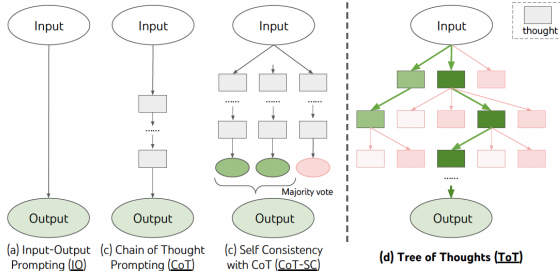 Input
Output
(a) Input-Output
Prompting (IO)
Input
......
Output
(c) Chain of Thought
Prompting (CoT)
Input
...... ...... ......
Majority vote
Output
(c) Self Consistency
with CoT (CoT-SC)
thought
Input
......
Output
(d) Tree of Thoughts (ToT)